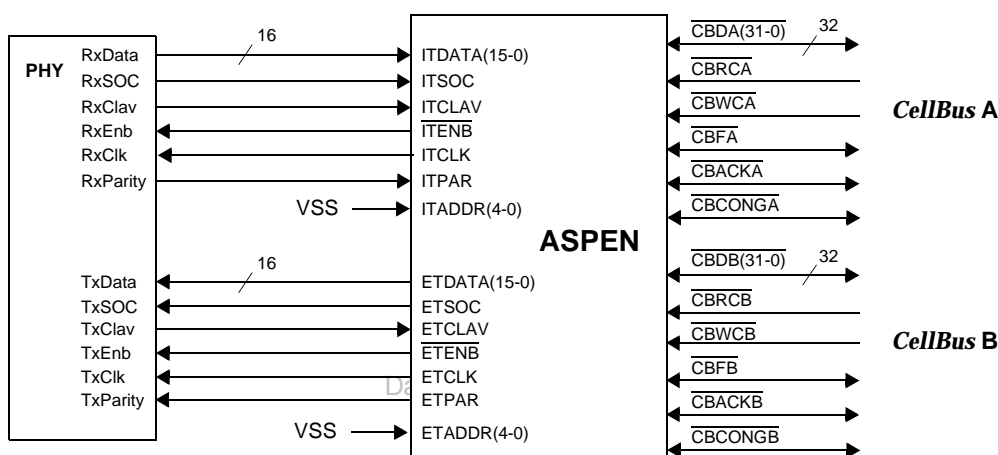 PHY
RxData 16 ITDATA(15-0)
RxSOC ITSOC
RxClav ITCLAV
RxEnb ITENB
RxClk ITCLK
RxParity ITPAR
VSS ITADDR(4-0)
TxData 16 ETDATA(15-0)
TxSOC ETSOC
TxClav ETCLAV
TxEnb ETENB
TxClk ETCLK
TxParity ETPAR
VSS ETADDR(4-0)
ASPEN
CBDA(31-0) 32
CBRCA
CBWCA
CBFA
CBACKA
CBCONGA
CellBus A
CBDB(31-0) 32
CBRCB
CBWCB
CBFB
CBACKB
CBCONGB
CellBus B